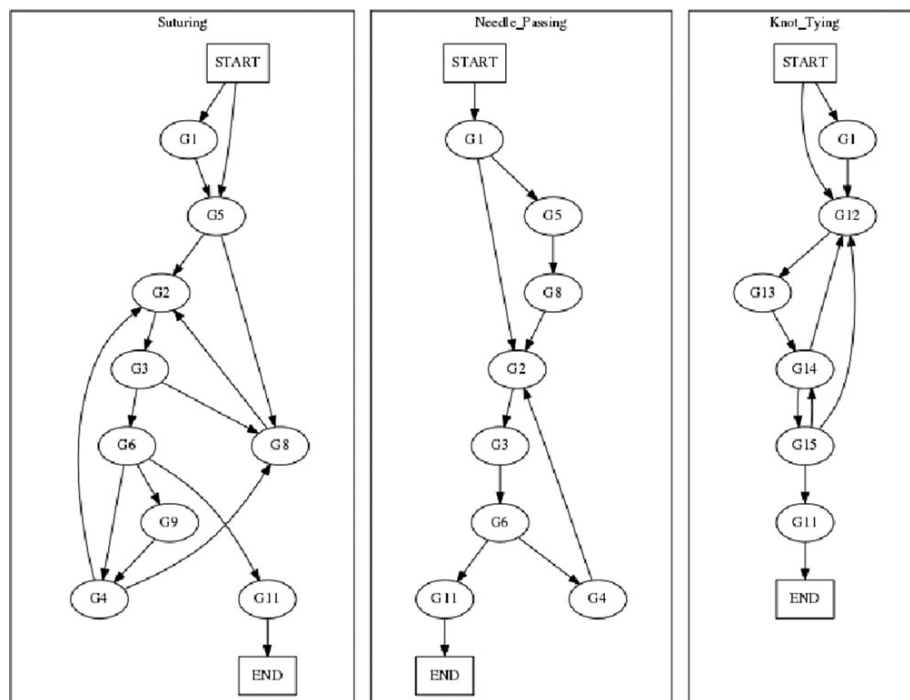 Suturing
START
G1
G5
G2
G3
G6
G8
G9
G4
G11
END
Needle_Passing
START
G1
G5
G8
G2
G3
G6
G11
G4
END
Knot_Tying
START
G1
G12
G13
G14
G15
G11
END